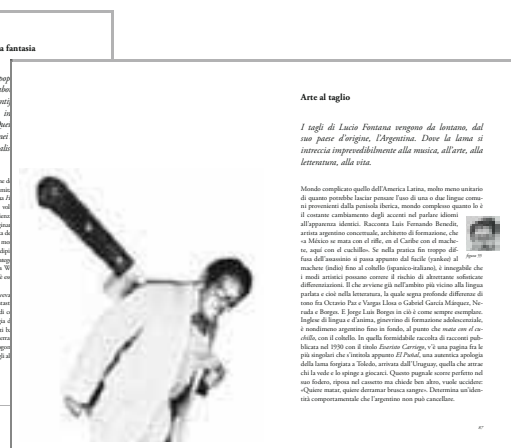 a fantasia
Arte al taglio
I tagli di Lucio Fontana vengono da lontano, dal
suo paese d'origine, l'Argentina. Dove la lama si
intreccia imprevedibilmente alla musica, all'arte, alla
letteratura, alla vita.
Mondo complicato quello dell'America Latina, molto meno unitario
di quanto potrebbe lasciar pensare l'uso di una o due lingue comu-
ni provenienti dalla penisola iberica, mondo complesso quanto lo è
il costante cambiamento degli accenti nel parlare idiomi
all'apparenza identici. Racconta Luis Fernando Benedit,
artista argentino concettuale, architetto di formazione, che
«a México se mata con el rifle, en el Caribe con el mache-
te, aquí con el cuchillo». Se nella pratica fin troppo dif-
fusa dell'assassinio si passa appunto dal fucile (yankee) al
machete (indio) fino al coltello (ispanico-italiano), è innegabile che
i modi artistici possano correre il rischio di altrettante sofisticate
differenziazioni. Il che avviene già nell'ambito più vicino alla lingua
parlata e cioè nella letteratura, la quale segna profonde differenze di
tono fra Octavio Paz e Vargas Llosa o Gabriel García Márquez, Ne-
ruda e Borges. E Jorge Luis Borges in ciò è come sempre esemplare.
Inglese di lingua e d'anima, ginevrino di formazione adolescenziale,
è nondimeno argentino fino in fondo, al punto che mata con el cu-
chillo, con il coltello. In quella formidabile raccolta di racconti pub-
blicata nel 1930 con il titolo Evaristo Carriego, v'è una pagina fra le
più singolari che s'intitola appunto El Puñal, una autentica apologia
della lama forgiata a Toledo, arrivata dall'Uruguay, quella che attrae
chi la vede e lo spinge a giocarci. Questo pugnale scorre perfetto nel
suo fodero, riposa nel cassetto ma chiede ben altro, vuole uccidere:
«Quiere matar, quiere derramar brusca sangre». Determina un'iden-
tità comportamentale che l'argentino non può cancellare.